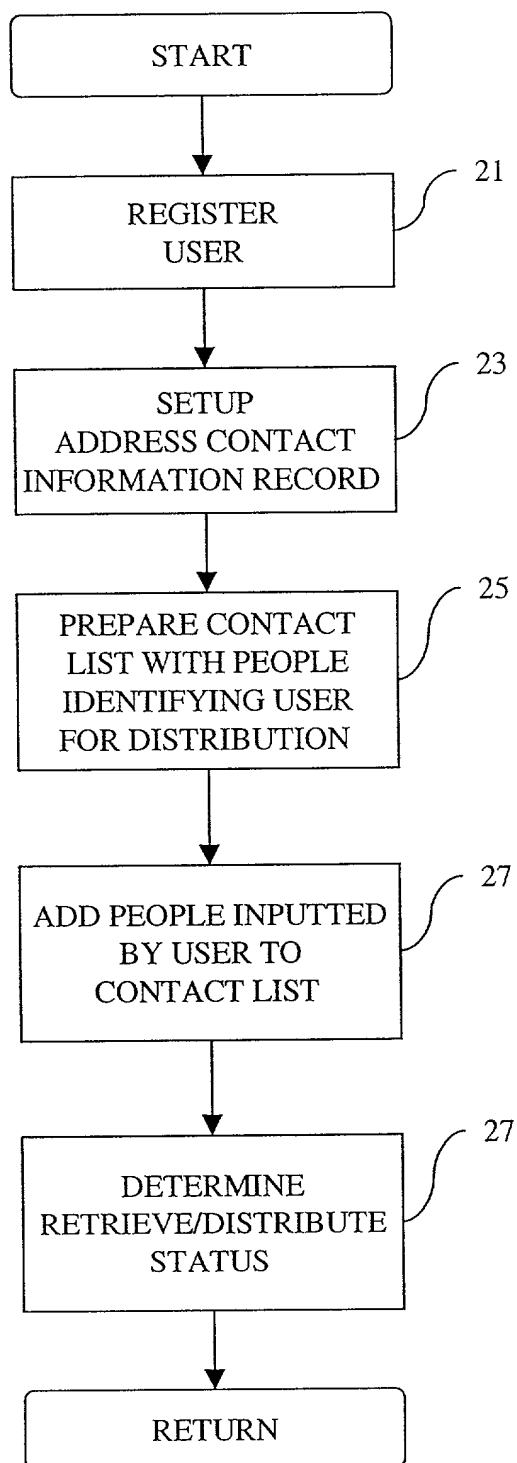 START
21
REGISTER
USER
23
SETUP
ADDRESS CONTACT
INFORMATION RECORD
25
PREPARE CONTACT
LIST WITH PEOPLE
IDENTIFYING USER
FOR DISTRIBUTION
27
ADD PEOPLE INPUTTED
BY USER TO
CONTACT LIST
27
DETERMINE
RETRIEVE/DISTRIBUTE
STATUS
RETURN